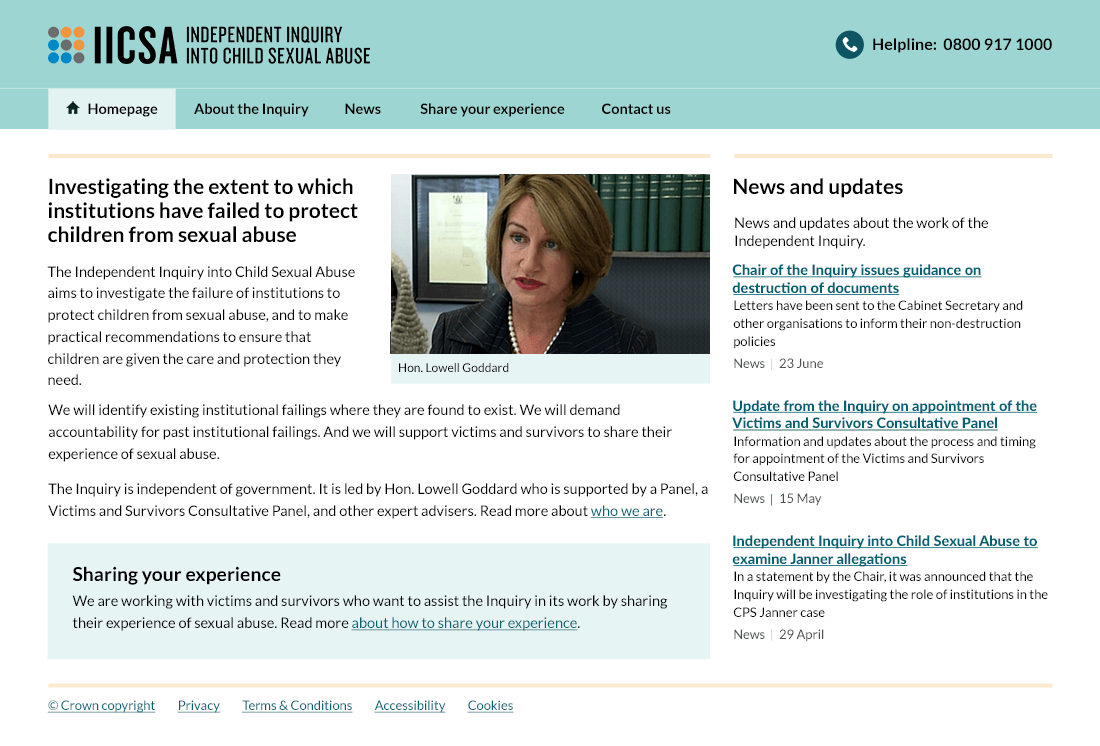 IICSA INDEPENDENT INQUIRY
INTO CHILD SEXUAL ABUSE
Helpline: 0800 917 1000
Homepage
About the Inquiry
News
Share your experience
Contact us
Investigating the extent to which
institutions have failed to protect
children from sexual abuse
The Independent Inquiry into Child Sexual Abuse
aims to investigate the failure of institutions to
protect children from sexual abuse, and to make
practical recommendations to ensure that
children are given the care and protection they
need.
Hon. Lowell Goddard
We will identify existing institutional failings where they are found to exist. We will demand
accountability for past institutional failings. And we will support victims and survivors to share their
experience of sexual abuse.
The Inquiry is independent of government. It is led by Hon. Lowell Goddard who is supported by a Panel, a
Victims and Survivors Consultative Panel, and other expert advisers. Read more about who we are.
Sharing your experience
We are working with victims and survivors who want to assist the Inquiry in its work by sharing
their experience of sexual abuse. Read more about how to share your experience.
News and updates
News and updates about the work of the
Independent Inquiry.
Chair of the Inquiry issues guidance on
destruction of documents
Letters have been sent to the Cabinet Secretary and
other organisations to inform their non-destruction
policies
News | 23 June
Update from the Inquiry on appointment of the
Victims and Survivors Consultative Panel
Information and updates about the process and timing
for appointment of the Victims and Survivors
Consultative Panel
News | 15 May
Independent Inquiry into Child Sexual Abuse to
examine Janner allegations
In a statement by the Chair, it was announced that the
Inquiry will be investigating the role of institutions in the
CPS Janner case
News | 29 April
© Crown copyright
Privacy
Terms & Conditions
Accessibility
Cookies